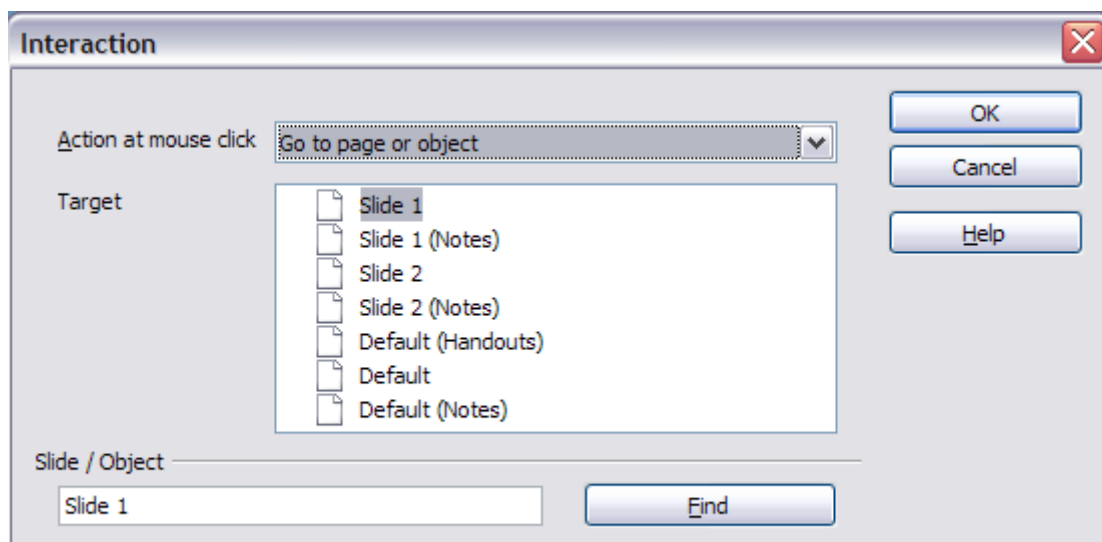 Interaction
Action at mouse click
Go to page or object
OK
Cancel
Help
Target
Slide 1
Slide 1 (Notes)
Slide 2
Slide 2 (Notes)
Default (Handouts)
Default
Default (Notes)
Slide / Object
Slide 1
Find